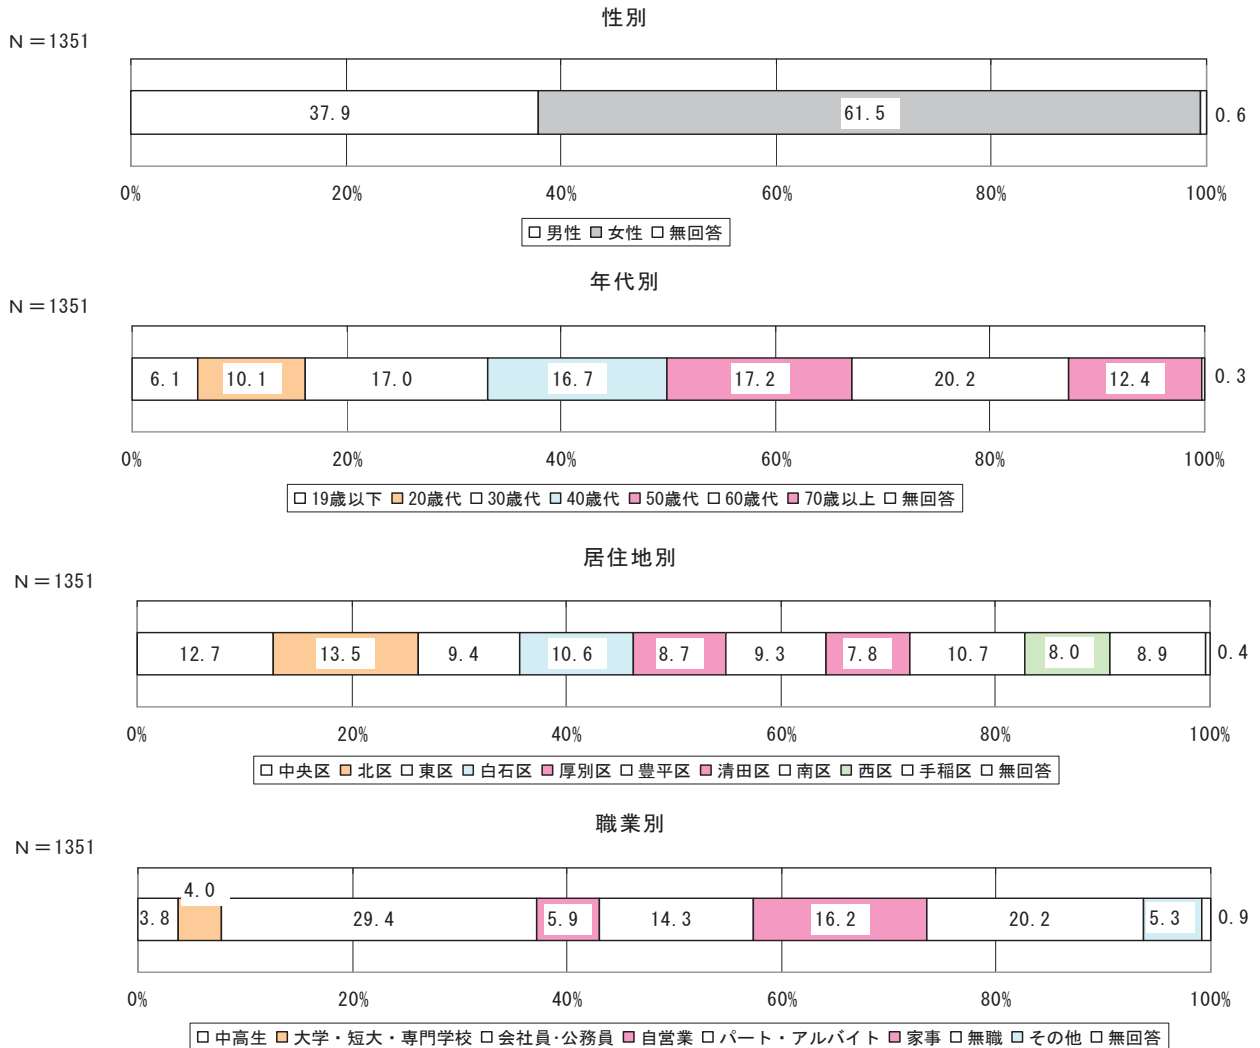 性別
N＝1351
37.9 61.5 0.6
0% 20% 40% 60% 80% 100%
□男性 ■女性 □無回答
年代別
N＝1351
6.1 10.1 17.0 16.7 17.2 20.2 12.4 0.3
0% 20% 40% 60% 80% 100%
□19歳以下 ■20歳代 □30歳代 ■40歳代 ■50歳代 □60歳代 ■70歳以上 □無回答
居住地別
N＝1351
12.7 13.5 9.4 10.6 8.7 9.3 7.8 10.7 8.0 8.9 0.4
0% 20% 40% 60% 80% 100%
□中央区 ■北区 □東区 ■白石区 ■厚別区 □豊平区 ■清田区 □南区 ■西区 □手稲区 □無回答
職業別
N＝1351
3.8 4.0 29.4 5.9 14.3 16.2 20.2 5.3 0.9
0% 20% 40% 60% 80% 100%
□中高生 ■大学・短大・専門学校 □会社員･公務員 ■自営業 □パート・アルバイト ■家事 □無職 ■その他 □無回答